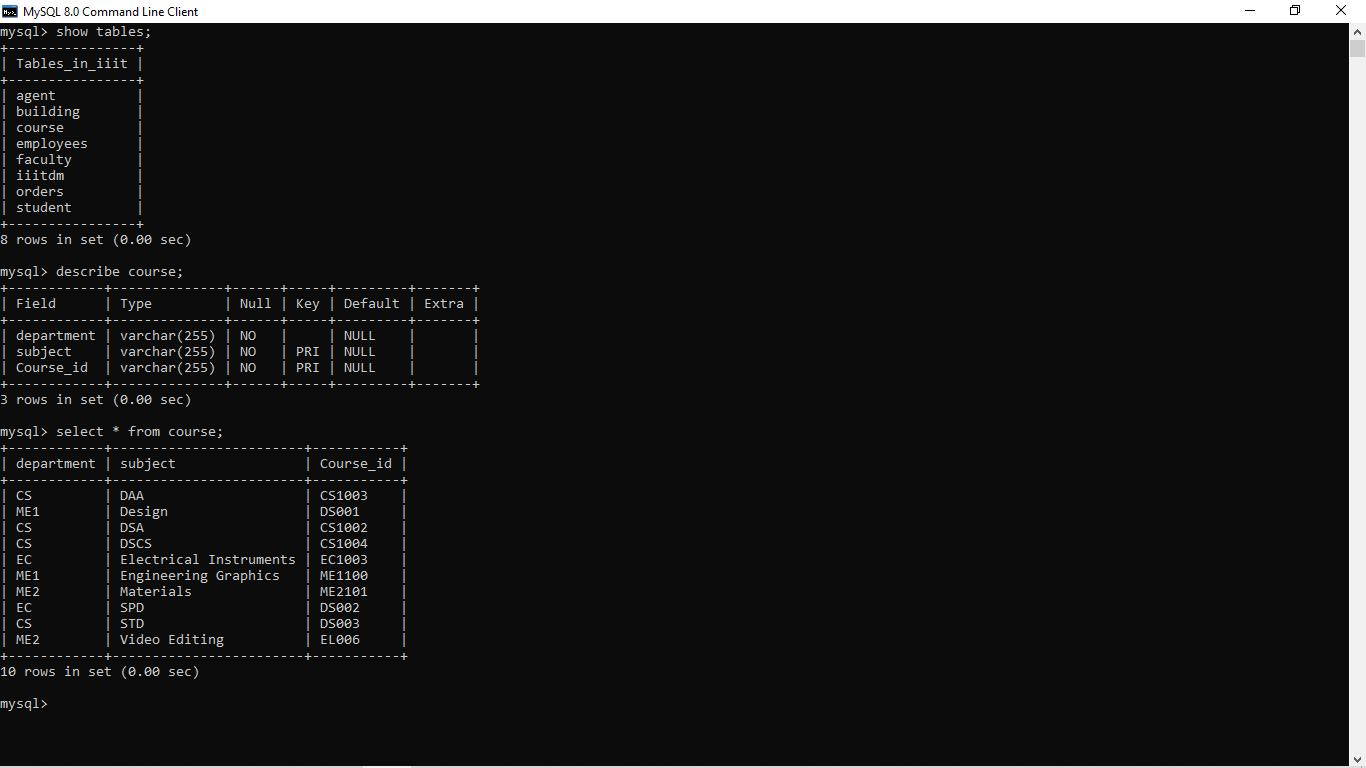 MySQL 8.0 Command Line Client
mysql> show tables;
+----------------+
| Tables_in_iiit |
+----------------+
| agent          |
| building       |
| course         |
| employees      |
| faculty        |
| iiitdm         |
| orders         |
| student        |
+----------------+
8 rows in set (0.00 sec)

mysql> describe course;
+------------+--------------+------+-----+---------+-------+
| Field      | Type         | Null | Key | Default | Extra |
+------------+--------------+------+-----+---------+-------+
| department | varchar(255) | NO   |     | NULL    |       |
| subject    | varchar(255) | NO   | PRI | NULL    |       |
| Course_id  | varchar(255) | NO   | PRI | NULL    |       |
+------------+--------------+------+-----+---------+-------+
3 rows in set (0.00 sec)

mysql> select * from course;
+------------+------------------------+-----------+
| department | subject                | Course_id |
+------------+------------------------+-----------+
| CS         | DAA                    | CS1003    |
| ME1        | Design                 | DS001     |
| CS         | DSA                    | CS1002    |
| CS         | DSCS                   | CS1004    |
| EC         | Electrical Instruments | EC1003    |
| ME1        | Engineering Graphics   | ME1100    |
| ME2        | Materials              | ME2101    |
| EC         | SPD                    | DS002     |
| CS         | STD                    | DS003     |
| ME2        | Video Editing          | EL006     |
+------------+------------------------+-----------+
10 rows in set (0.00 sec)

mysql>